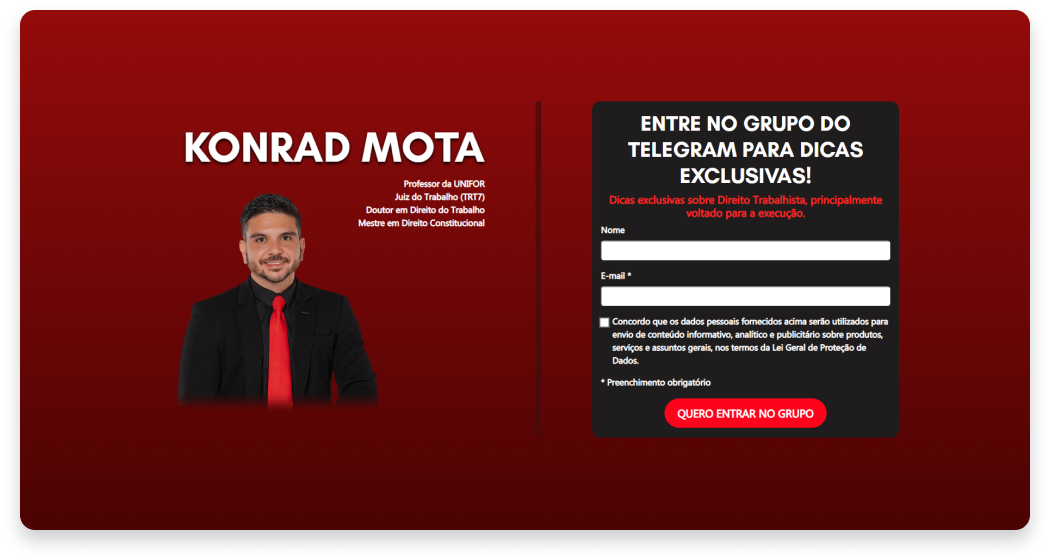 KONRAD MOTA
Professor da UNIFOR
Juiz do Trabalho (TRT7)
Doutor em Direito do Trabalho
Mestre em Direito Constitucional
ENTRE NO GRUPO DO
TELEGRAM PARA DICAS
EXCLUSIVAS!
Dicas exclusivas sobre Direito Trabalhista, principalmente
voltado para a execução.
Nome
E-mail *
Concordo que os dados pessoais fornecidos acima serão utilizados para
envio de conteúdo informativo, analítico e publicitário sobre produtos,
serviços e assuntos gerais, nos termos da Lei Geral de Proteção de
Dados.
* Preenchimento obrigatório
QUERO ENTRAR NO GRUPO